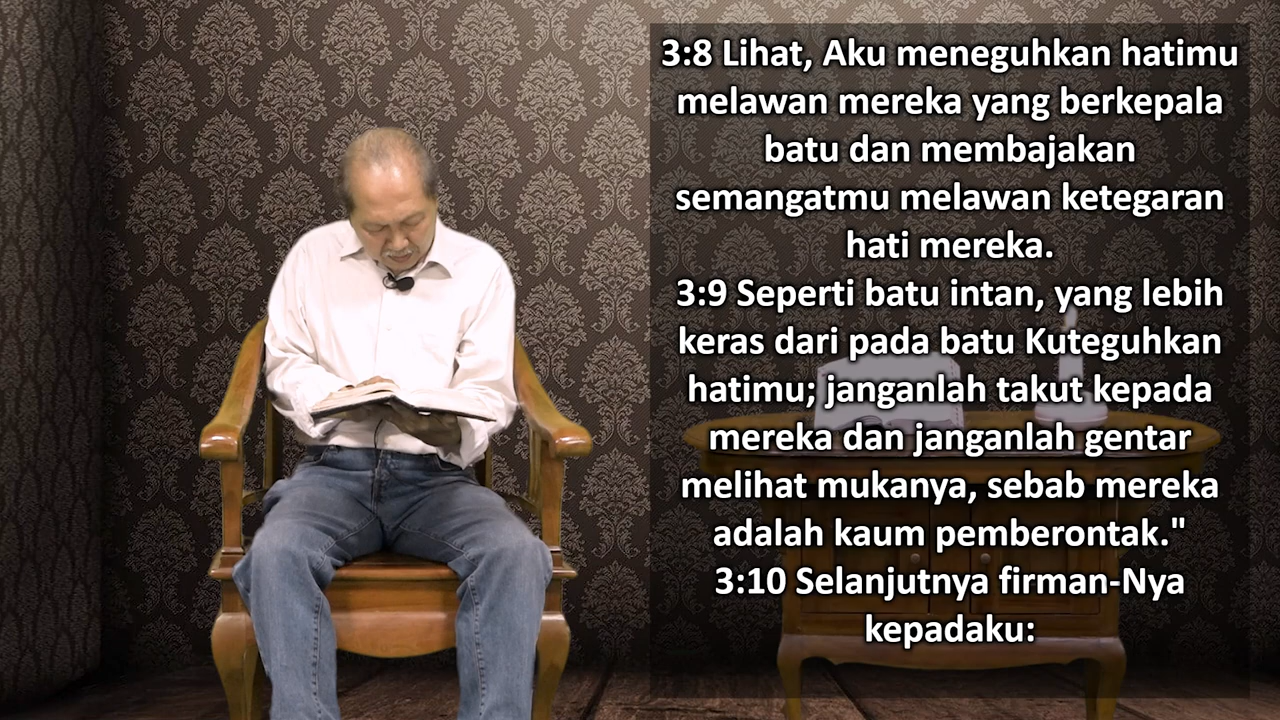 3:8 Lihat, Aku meneguhkan hatimu
melawan mereka yang berkepala
batu dan membajakan
semangatmu melawan ketegaran
hati mereka.
3:9 Seperti batu intan, yang lebih
keras dari pada batu Kuteguhkan
hatimu; janganlah takut kepada
mereka dan janganlah gentar
melihat mukanya, sebab mereka
adalah kaum pemberontak."
3:10 Selanjutnya firman-Nya
kepadaku: